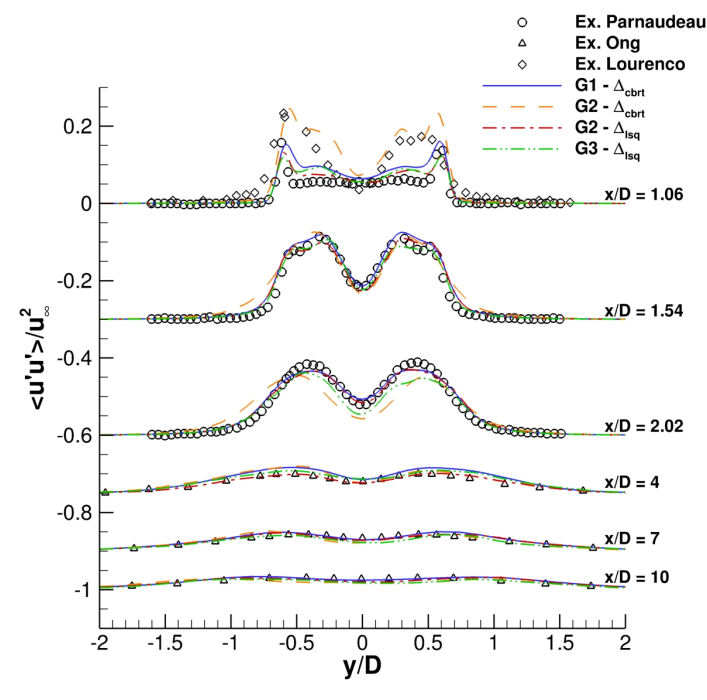 Ex. Parnaudeau
Ex. Ong
Ex. Lourenco
G1 - Δcbrt
G2 - Δcbrt
G2 - Δlsq
G3 - Δlsq
0.2
0
-0.2
-0.4
-0.6
-0.8
-1
<u'u'>/u²∞
x/D = 1.06
x/D = 1.54
x/D = 2.02
x/D = 4
x/D = 7
x/D = 10
-2 -1.5 -1 -0.5 0 0.5 1 1.5 2
y/D